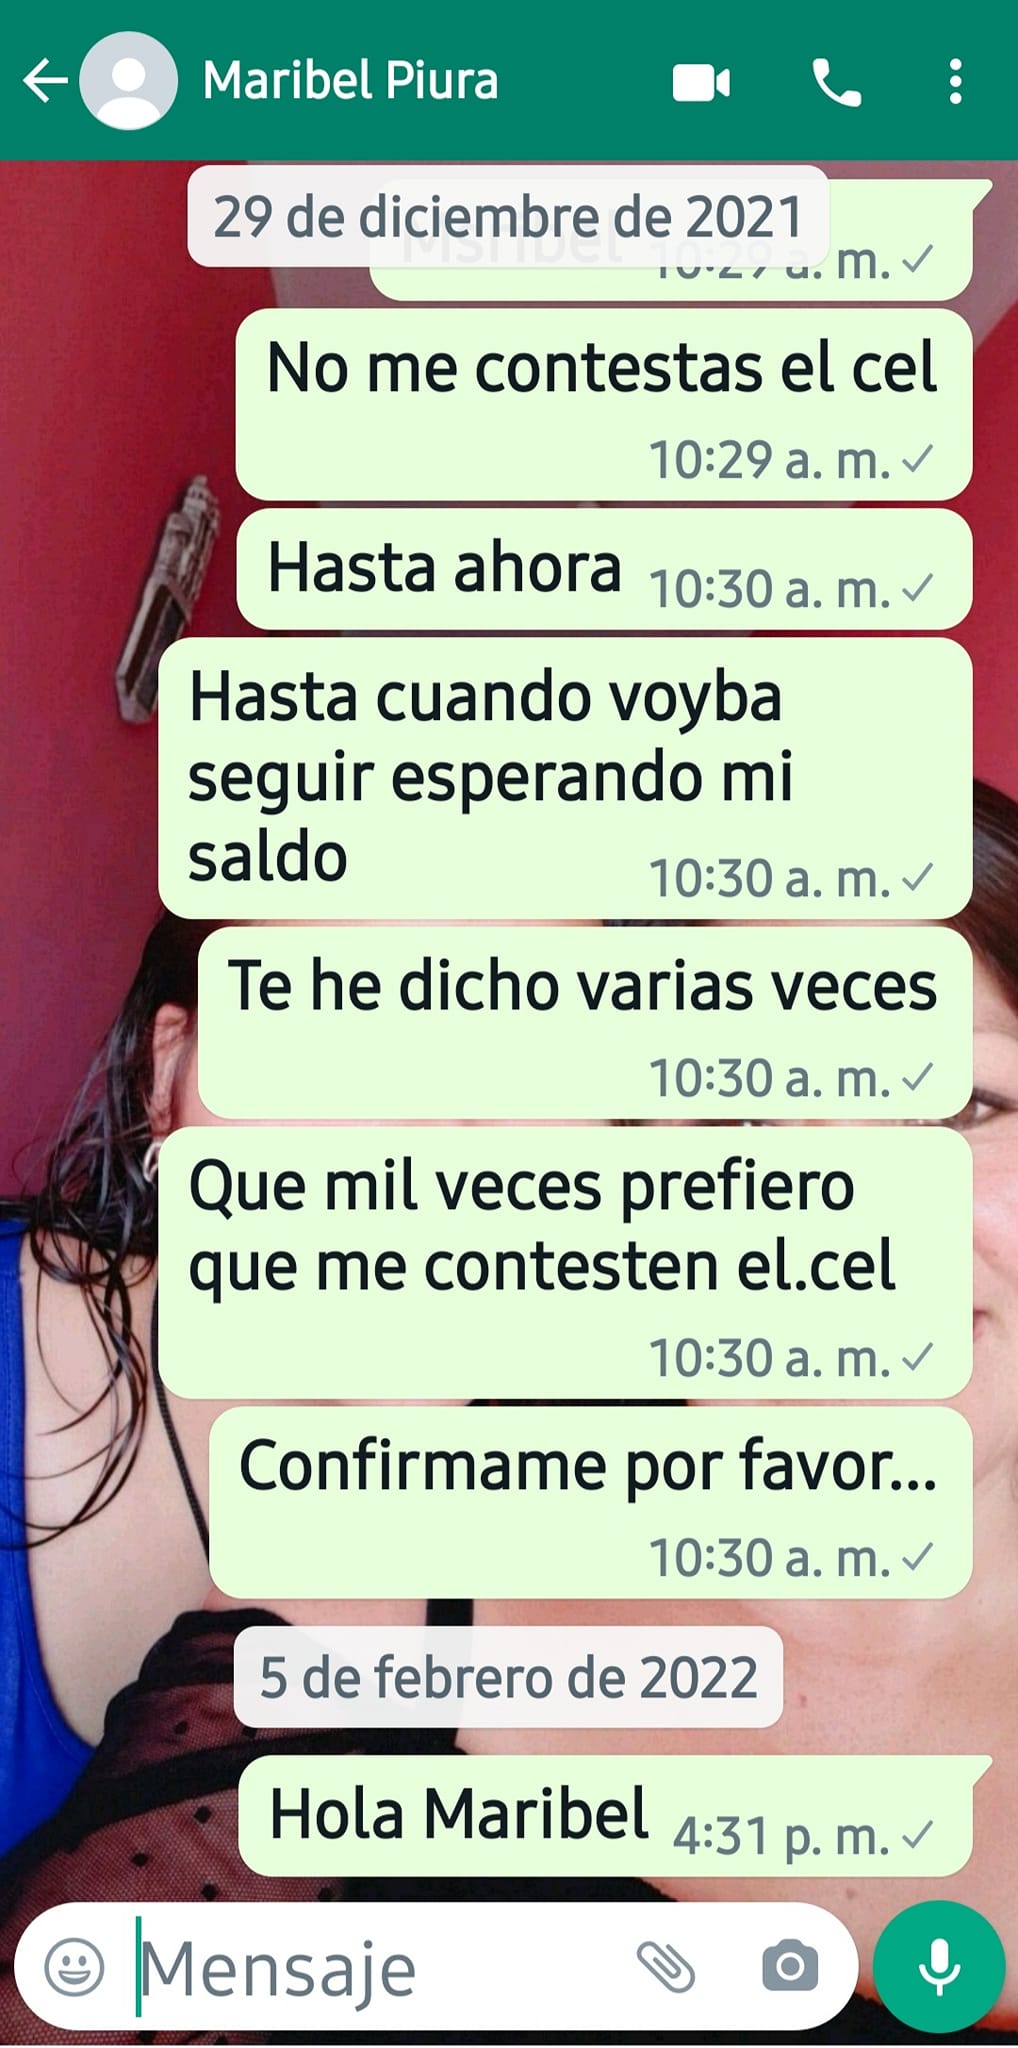 Maribel Piura
29 de diciembre de 2021
Msribel
10:29 a. m.
No me contestas el cel
10:29 a. m.
Hasta ahora 10:30 a. m.
Hasta cuando voyba
seguir esperando mi
saldo 10:30 a. m.
Te he dicho varias veces
10:30 a. m.
Que mil veces prefiero
que me contesten el.cel
10:30 a. m.
Confirmame por favor...
10:30 a. m.
5 de febrero de 2022
Hola Maribel 4:31 p. m.
Mensaje